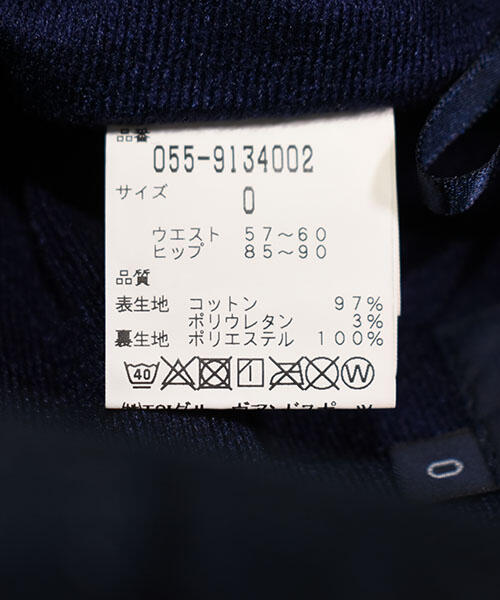 品番
055-9134002
サイズ
0
ウエスト 57～60
ヒップ 85～90
品質
表生地 コットン 97%
ポリウレタン 3%
裏生地 ポリエステル 100%
40 W
0